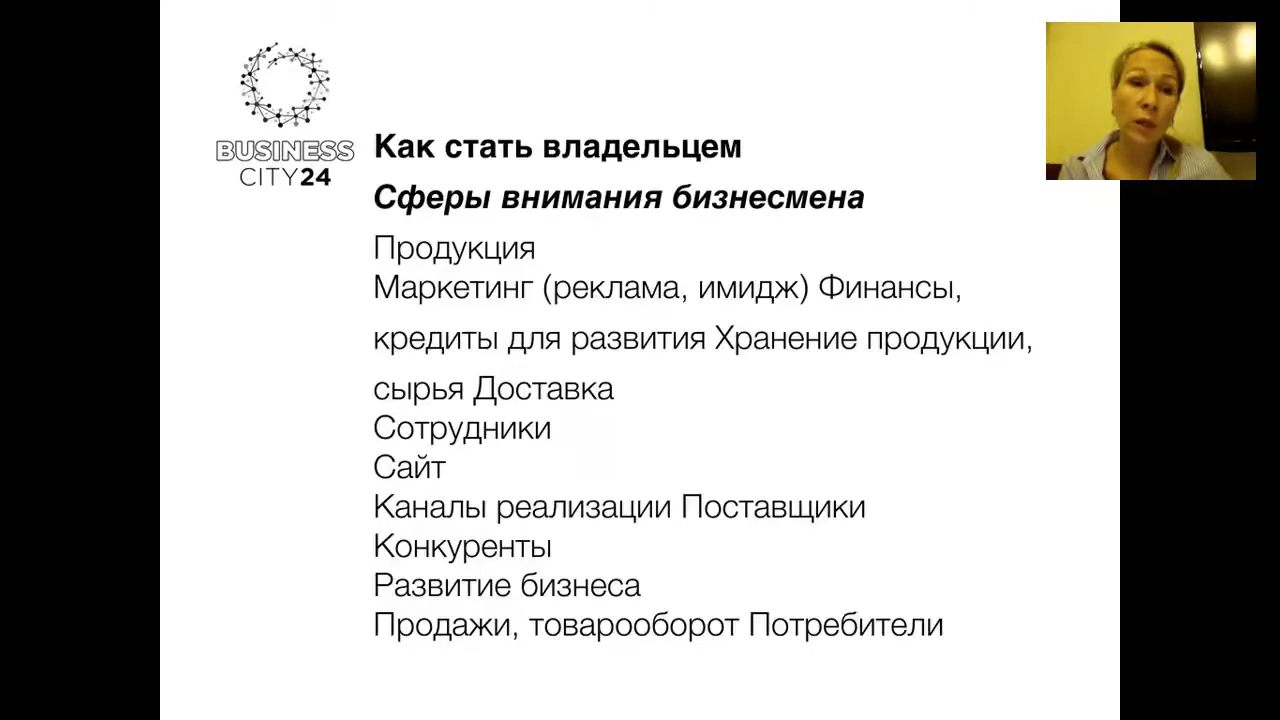 BUSINESS
CITY24
Как стать владельцем
Сферы внимания бизнесмена
Продукция
Маркетинг (реклама, имидж) Финансы,
кредиты для развития Хранение продукции,
сырья Доставка
Сотрудники
Сайт
Каналы реализации Поставщики
Конкуренты
Развитие бизнеса
Продажи, товарооборот Потребители